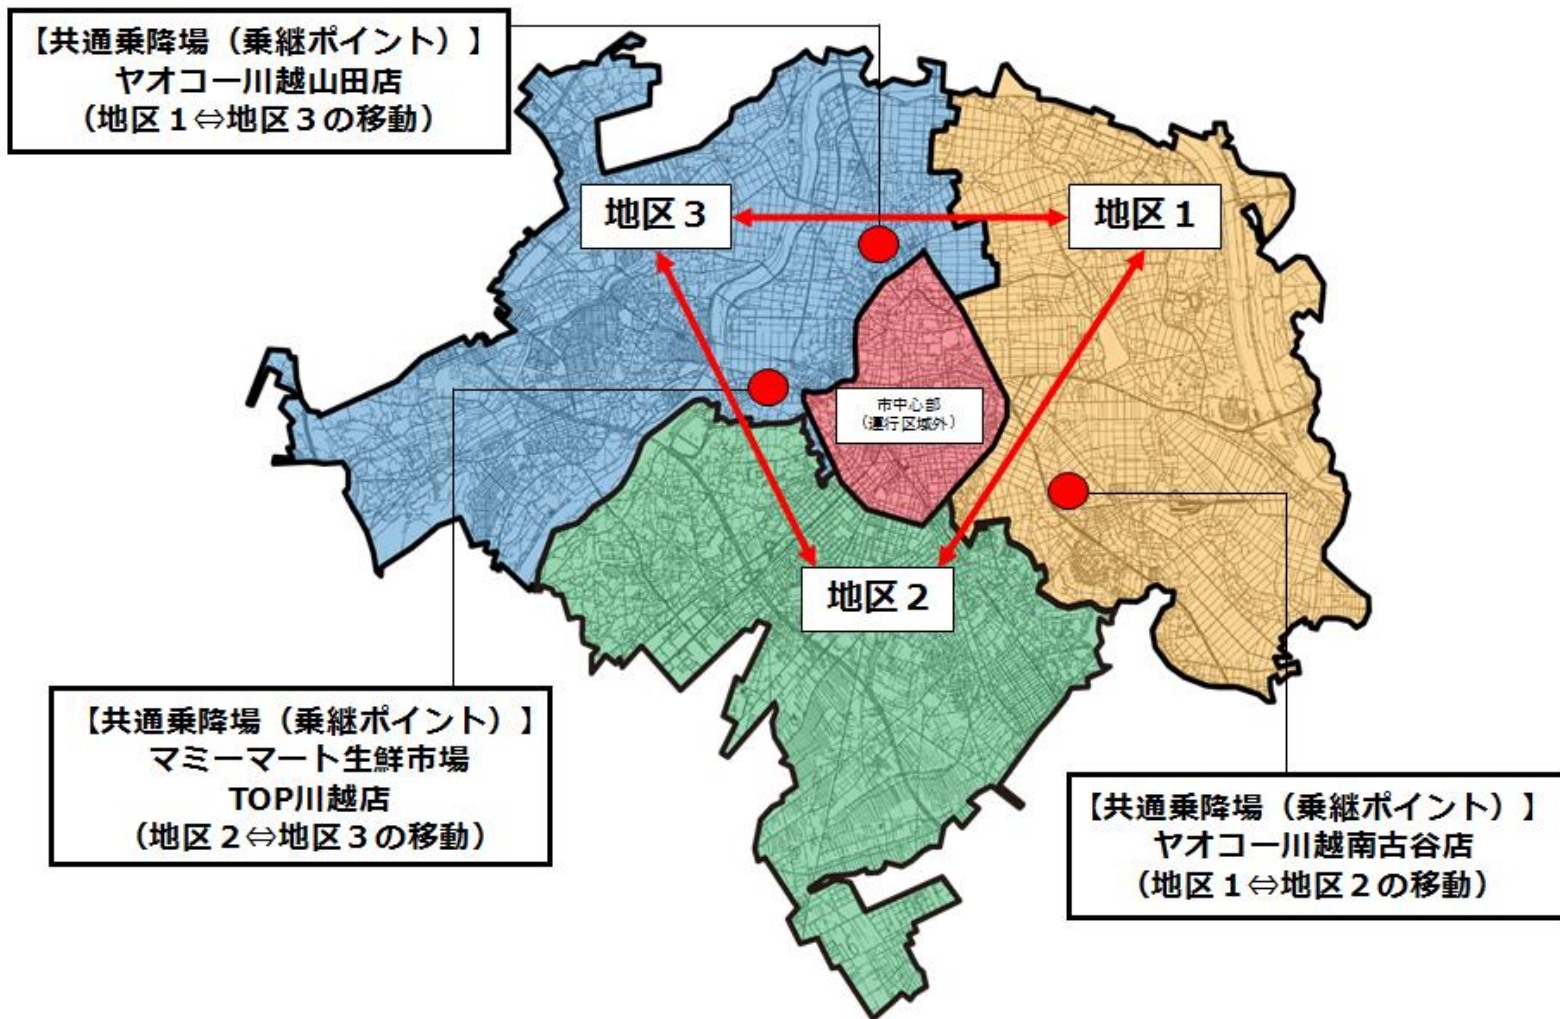 【共通乗降場（乗継ポイント）】
ヤオコー川越山田店
（地区１⇔地区３の移動）
地区３
地区１
市中心部
（運行区域外）
地区２
【共通乗降場（乗継ポイント）】
マミーマート生鮮市場
TOP川越店
（地区２⇔地区３の移動）
【共通乗降場（乗継ポイント）】
ヤオコー川越南古谷店
（地区１⇔地区２の移動）